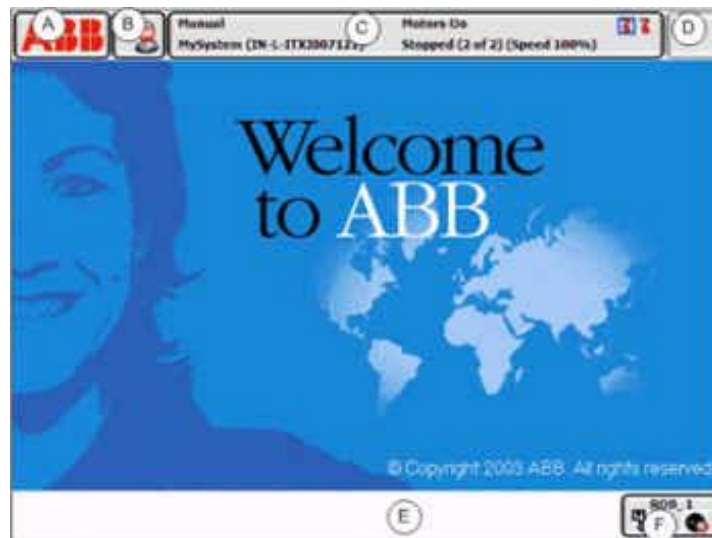 A
ABB
B
Manual
C
Motors On
Stopped (2 of 2) (Speed 100%)
D
Welcome
to ABB
© Copyright 2003 ABB. All rights reserved
E
ROB_1
F